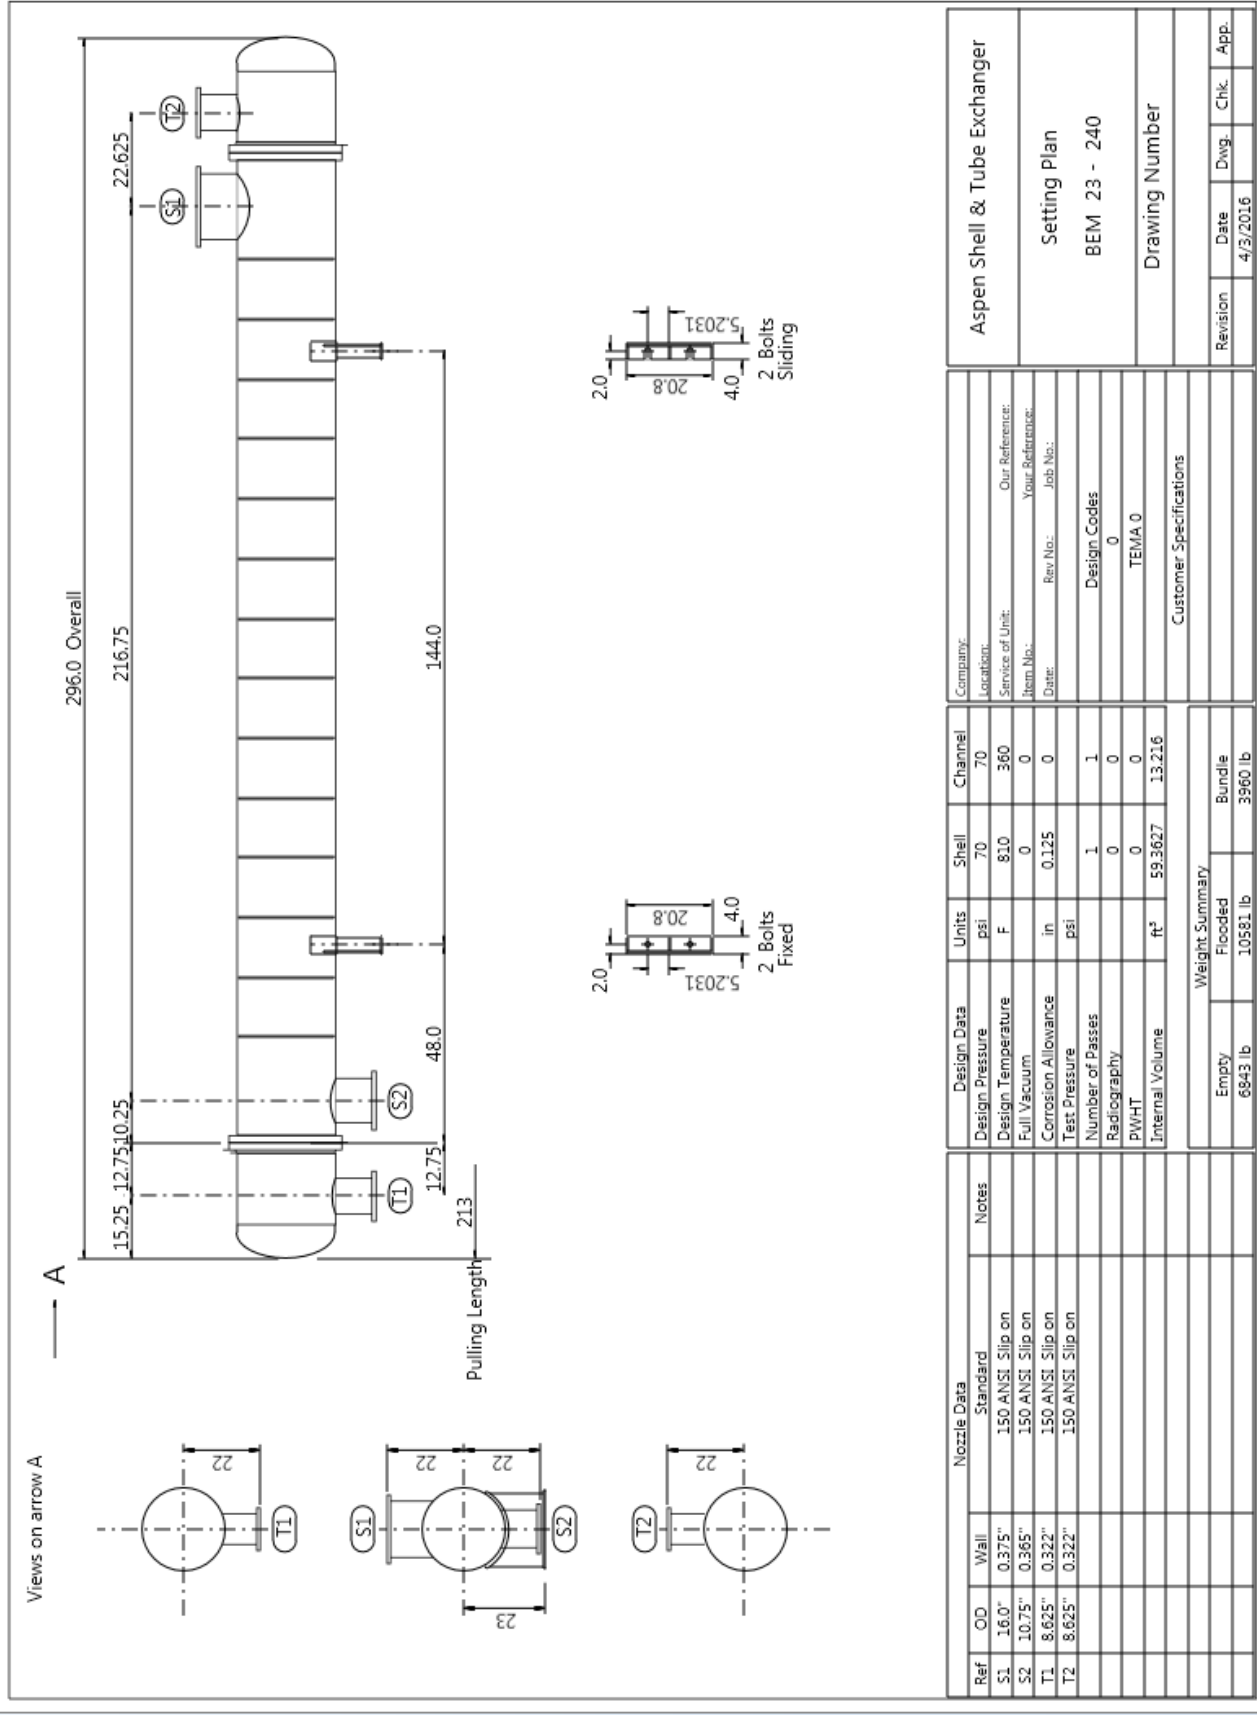 Views on arrow A
A
296.0 Overall
15.25
12.75
10.25
216.75
22.625
T1
S2
S1
T2
12.75
48.0
144.0
213
Pulling Length
22
T1
S1
22
22
S2
23
T2
22
2.0
20.8
5.2031
4.0
2 Bolts
Fixed
2.0
20.8
5.2031
4.0
2 Bolts
Sliding
Nozzle Data
Ref OD Wall Standard Notes
S1 16.0" 0.375" 150 ANSI Slip on
S2 10.75" 0.365" 150 ANSI Slip on
T1 8.625" 0.322" 150 ANSI Slip on
T2 8.625" 0.322" 150 ANSI Slip on
Design Data Units Shell Channel
Design Pressure psi 70 70
Design Temperature F 810 360
Full Vacuum 0 0
Corrosion Allowance in 0.125 0
Test Pressure psi
Number of Passes 1 1
Radiography 0 0
PWHT 0 0
Internal Volume ft³ 59.3627 13.216
Weight Summary
Empty Flooded Bundle
6843 lb 10581 lb 3960 lb
Company:
Location:
Service of Unit: Our Reference:
Item No.: Your Reference:
Date: Rev No.: Job No.:
Design Codes
0
TEMA 0
Customer Specifications
Aspen Shell & Tube Exchanger
Setting Plan
BEM 23 - 240
Drawing Number
Revision Date Dwg. Chk. App.
4/3/2016